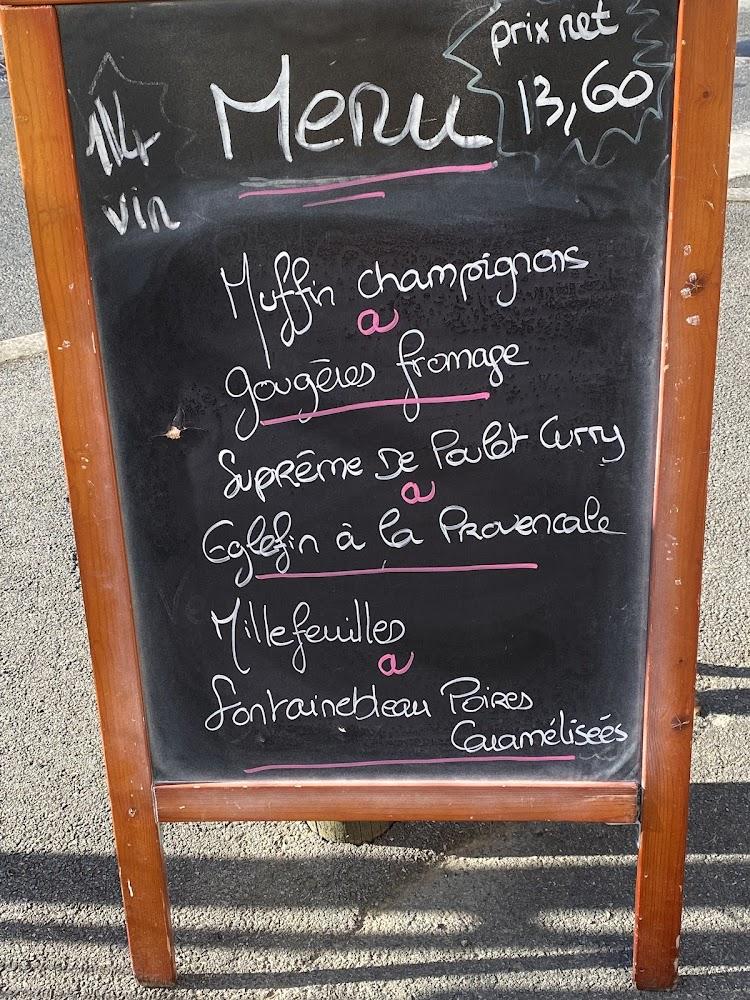 prix net
13,60
Menu
1/4r
vin
Muffin champignons
a
gougères fromage
Suprême De Poulet Curry
a
Eglefin à la Provencale
Millefeuilles
a
Fontainebleau Poires
Caramélisées